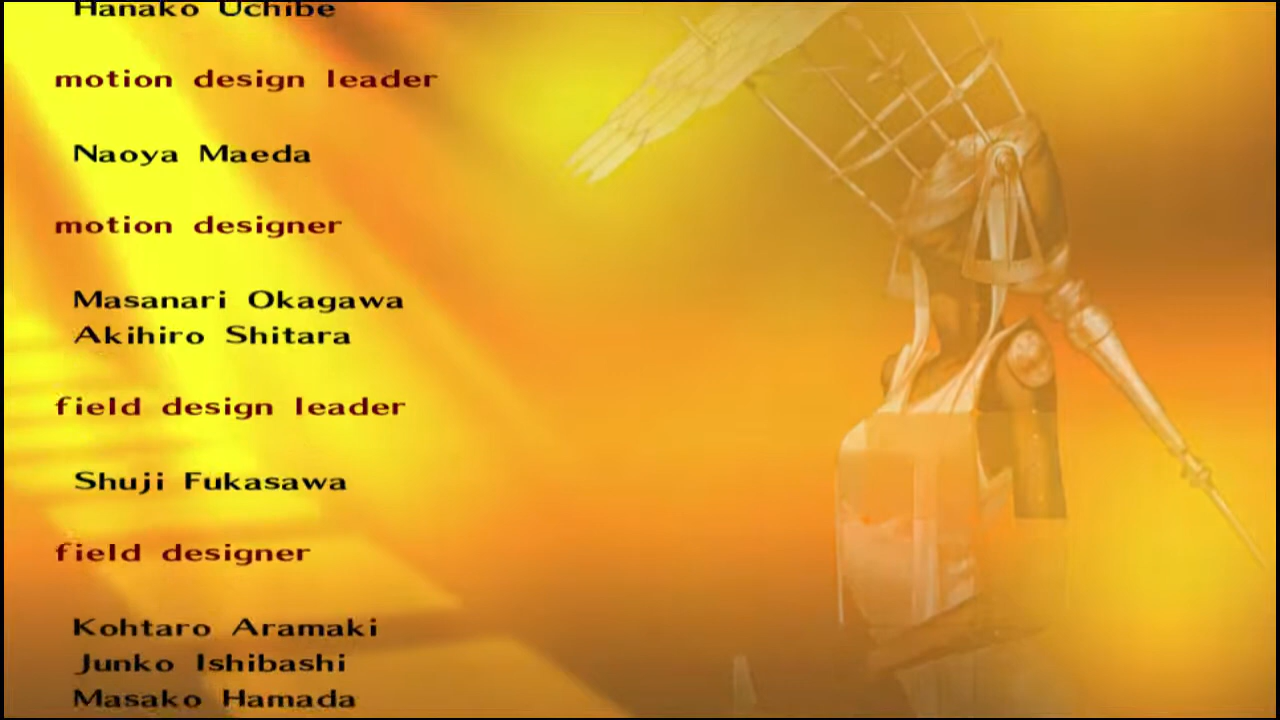 Hanako Uchibe
motion design leader
Naoya Maeda
motion designer
Masanari Okagawa
Akihiro Shitara
field design leader
Shuji Fukasawa
field designer
Kohtaro Aramaki
Junko Ishibashi
Masako Hamada